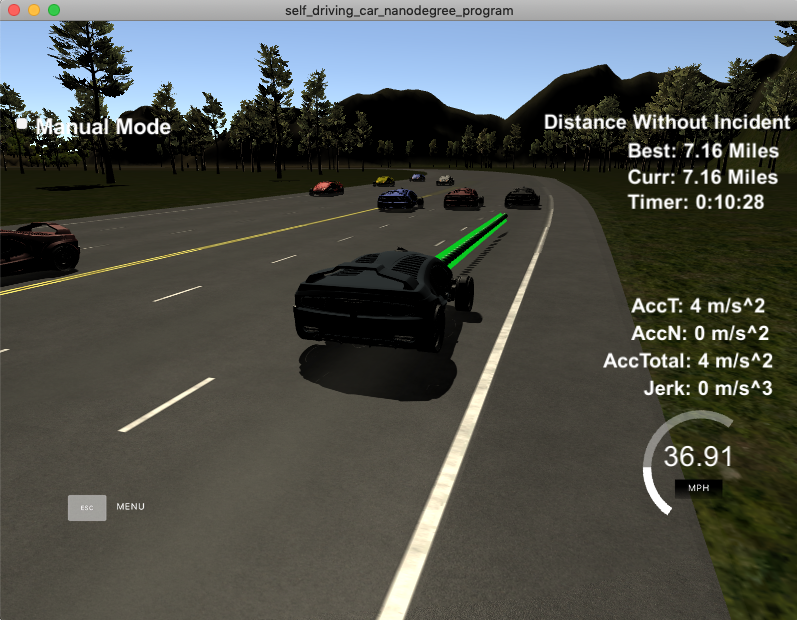 self_driving_car_nanodegree_program
Manual Mode
Distance Without Incident
Best: 7.16 Miles
Curr: 7.16 Miles
Timer: 0:10:28
AccT: 4 m/s^2
AccN: 0 m/s^2
AccTotal: 4 m/s^2
Jerk: 0 m/s^3
36.91
MPH
ESC
MENU